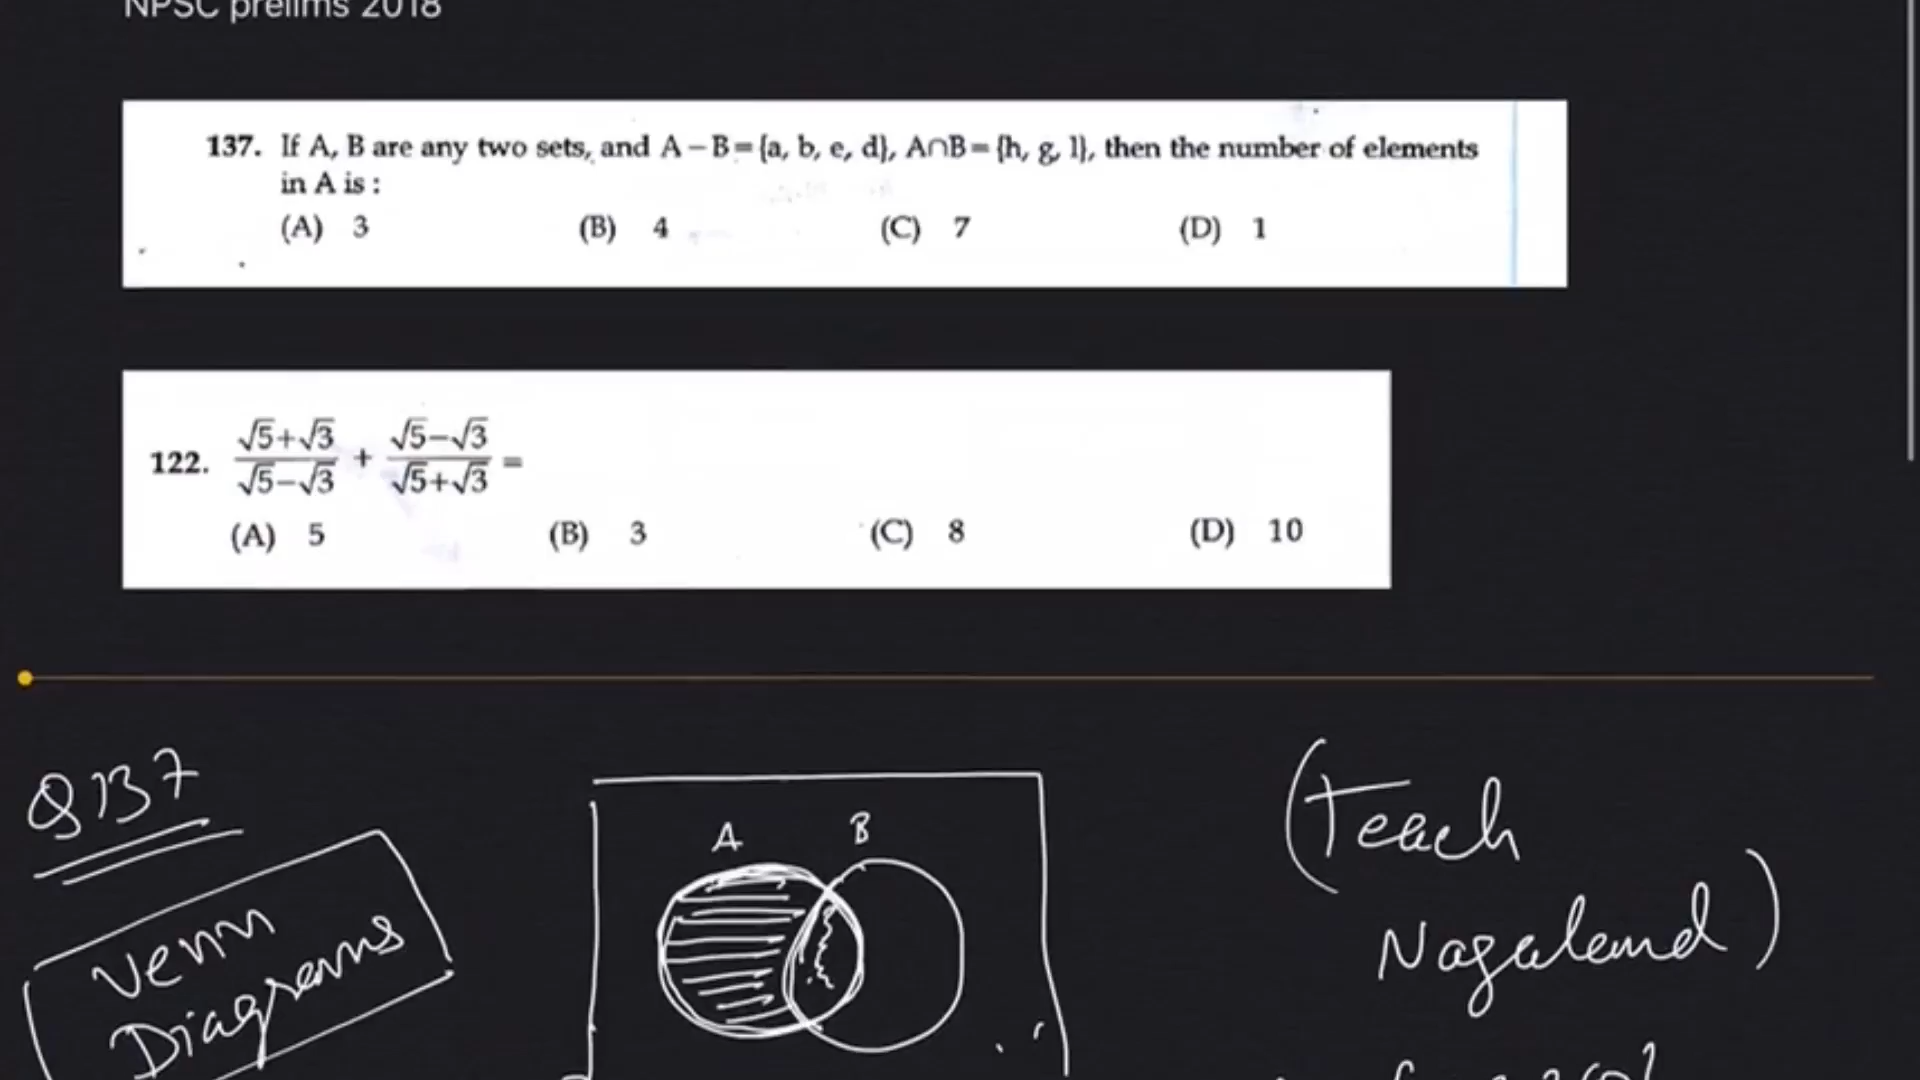 NPSC prelims 2018
137. If A, B are any two sets, and A−B={a, b, e, d}, A∩B={h, g, l}, then the number of elements
in A is :
(A) 3 (B) 4 (C) 7 (D) 1
122. √5+√3/√5−√3 + √5−√3/√5+√3 =
(A) 5 (B) 3 (C) 8 (D) 10
Q137
Venn
Diagrams
A B
(Teach
Nagaland)